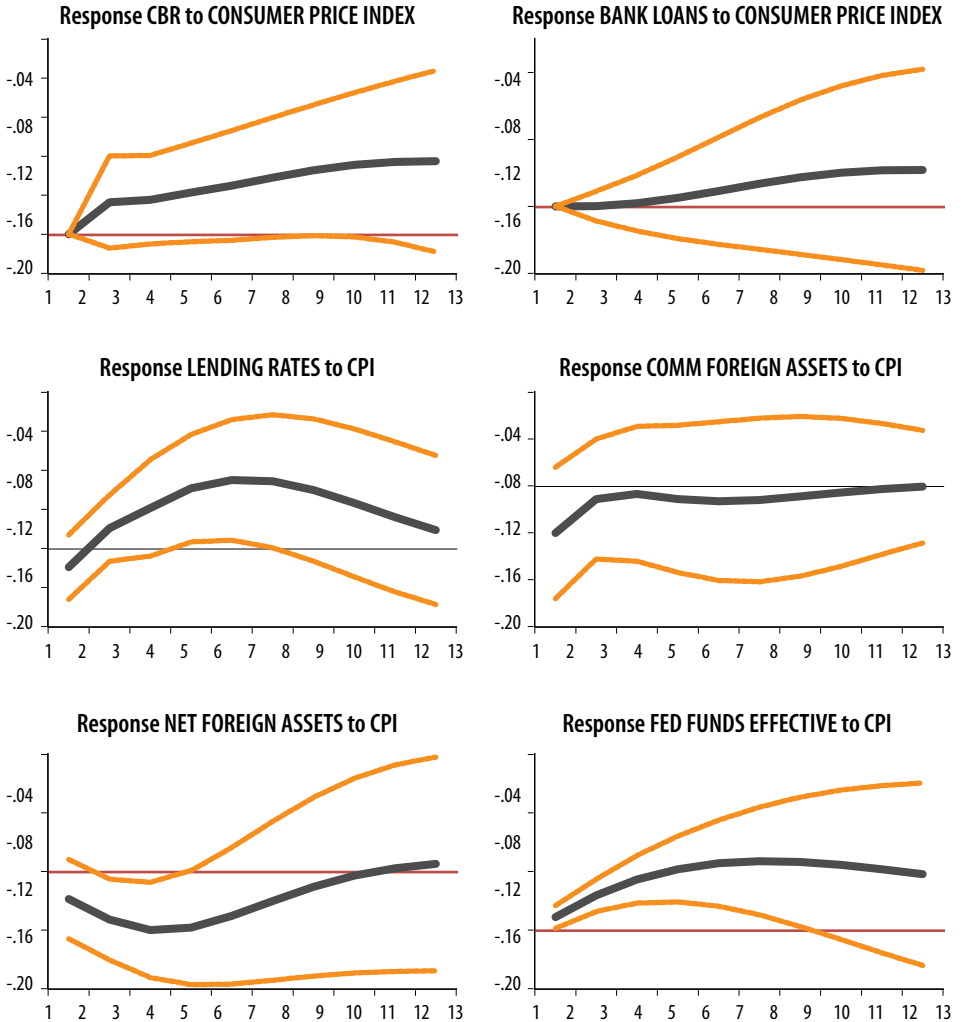 Response CBR to CONSUMER PRICE INDEX
-.04
-.08
-.12
-.16
-.20
1 2 3 4 5 6 7 8 9 10 11 12 13
Response BANK LOANS to CONSUMER PRICE INDEX
-.04
-.08
-.12
-.16
-.20
1 2 3 4 5 6 7 8 9 10 11 12 13
Response LENDING RATES to CPI
-.04
-.08
-.12
-.16
-.20
1 2 3 4 5 6 7 8 9 10 11 12 13
Response COMM FOREIGN ASSETS to CPI
-.04
-.08
-.12
-.16
-.20
1 2 3 4 5 6 7 8 9 10 11 12 13
Response NET FOREIGN ASSETS to CPI
-.04
-.08
-.12
-.16
-.20
1 2 3 4 5 6 7 8 9 10 11 12 13
Response FED FUNDS EFFECTIVE to CPI
-.04
-.08
-.12
-.16
-.20
1 2 3 4 5 6 7 8 9 10 11 12 13